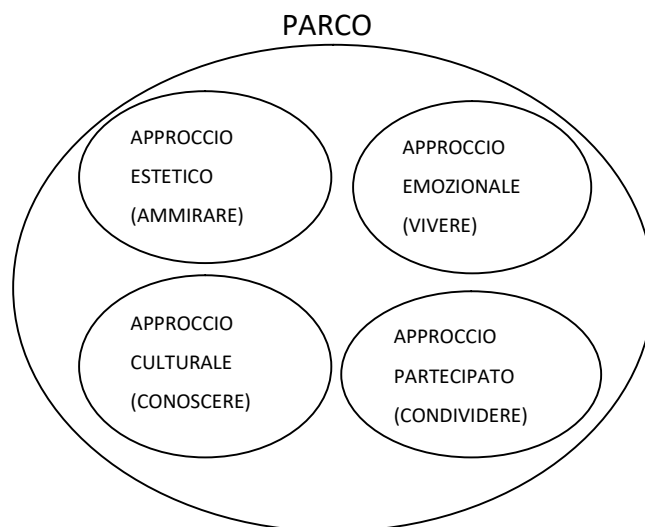 PARCO
APPROCCIO
ESTETICO
(AMMIRARE)
APPROCCIO
EMOZIONALE
(VIVERE)
APPROCCIO
CULTURALE
(CONOSCERE)
APPROCCIO
PARTECIPATO
(CONDIVIDERE)